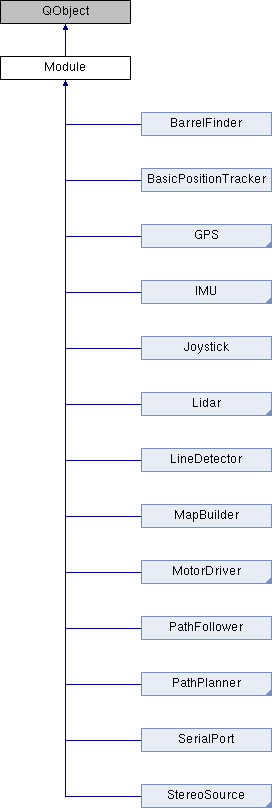 QObject
Module
BarrelFinder
BasicPositionTracker
GPS
IMU
Joystick
Lidar
LineDetector
MapBuilder
MotorDriver
PathFollower
PathPlanner
SerialPort
StereoSource